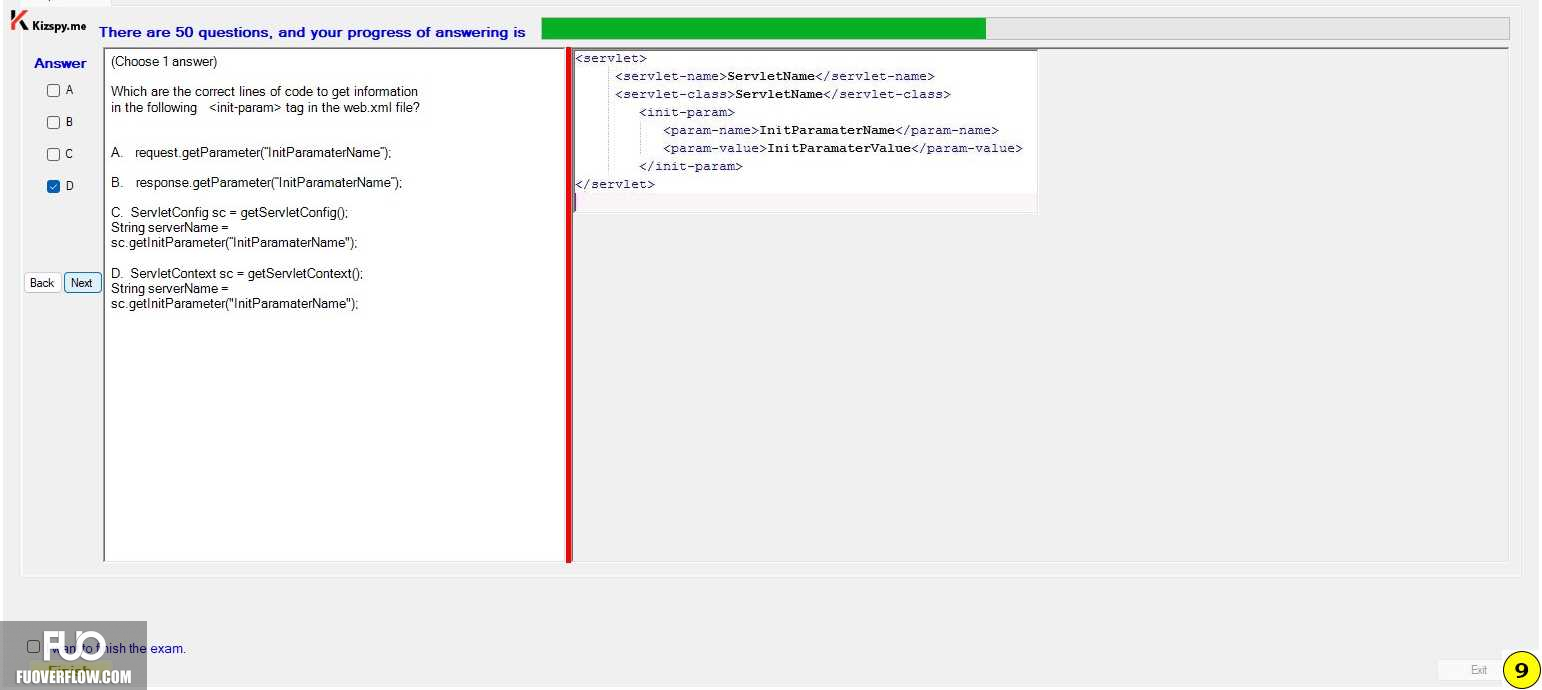 Kizspy.me
There are 50 questions, and your progress of answering is
Answer
A
B
C
D
Back
Next
(Choose 1 answer)
Which are the correct lines of code to get information
in the following <init-param> tag in the web.xml file?
A. request.getParameter("InitParamaterName");
B. response.getParameter("InitParamaterName");
C. ServletConfig sc = getServletConfig();
String serverName =
sc.getInitParameter("InitParamaterName");
D. ServletContext sc = getServletContext();
String serverName =
sc.getInitParameter("InitParamaterName");
<servlet>
<servlet-name>ServletName</servlet-name>
<servlet-class>ServletName</servlet-class>
<init-param>
<param-name>InitParamaterName</param-name>
<param-value>InitParamaterValue</param-value>
</init-param>
</servlet>
want to finish the exam.
Finish
FUO
FUOVERFLOW.COM
Exit
9